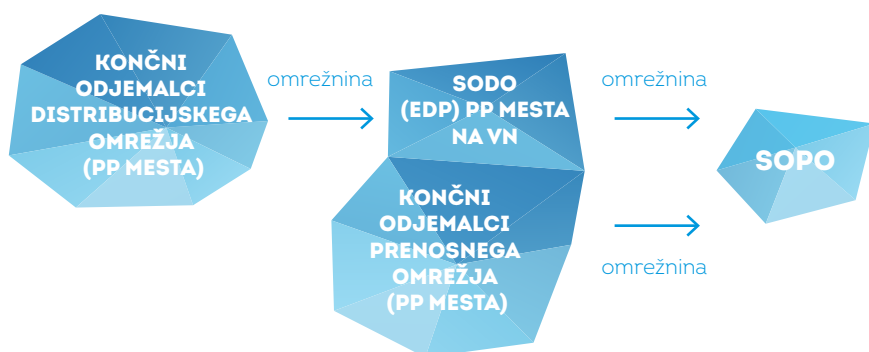 KONČNI
ODJEMALCI
DISTRIBUCIJSKEGA
OMREŽJA
(PP MESTA)
omrežnina
SODO
(EDP) PP MESTA
NA VN
omrežnina
KONČNI
ODJEMALCI
PRENOSNEGA
OMREŽJA
(PP MESTA)
omrežnina
SOPO